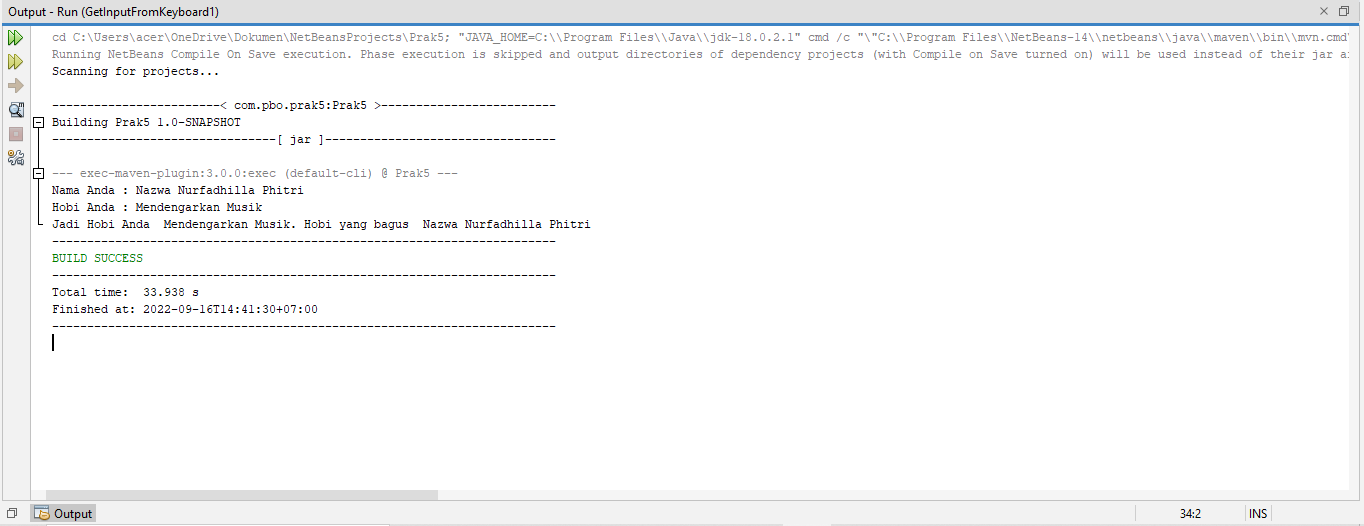 Output - Run (GetInputFromKeyboard1)
cd C:\Users\acer\OneDrive\Dokumen\NetBeansProjects\Prak5; "JAVA_HOME=C:\\Program Files\\Java\\jdk-18.0.2.1" cmd /c "\"C:\\Program Files\\NetBeans-14\\netbeans\\java\\maven\\bin\\mvn.cmd\
Running NetBeans Compile On Save execution. Phase execution is skipped and output directories of dependency projects (with Compile on Save turned on) will be used instead of their jar a
Scanning for projects...
------------------------< com.pbo.prak5:Prak5 >-------------------------
Building Prak5 1.0-SNAPSHOT
--------------------------------[ jar ]---------------------------------
--- exec-maven-plugin:3.0.0:exec (default-cli) @ Prak5 ---
Nama Anda : Nazwa Nurfadhilla Phitri
Hobi Anda : Mendengarkan Musik
Jadi Hobi Anda  Mendengarkan Musik. Hobi yang bagus  Nazwa Nurfadhilla Phitri
------------------------------------------------------------------------
BUILD SUCCESS
------------------------------------------------------------------------
Total time:  33.938 s
Finished at: 2022-09-16T14:41:30+07:00
------------------------------------------------------------------------
Output
34:2
INS